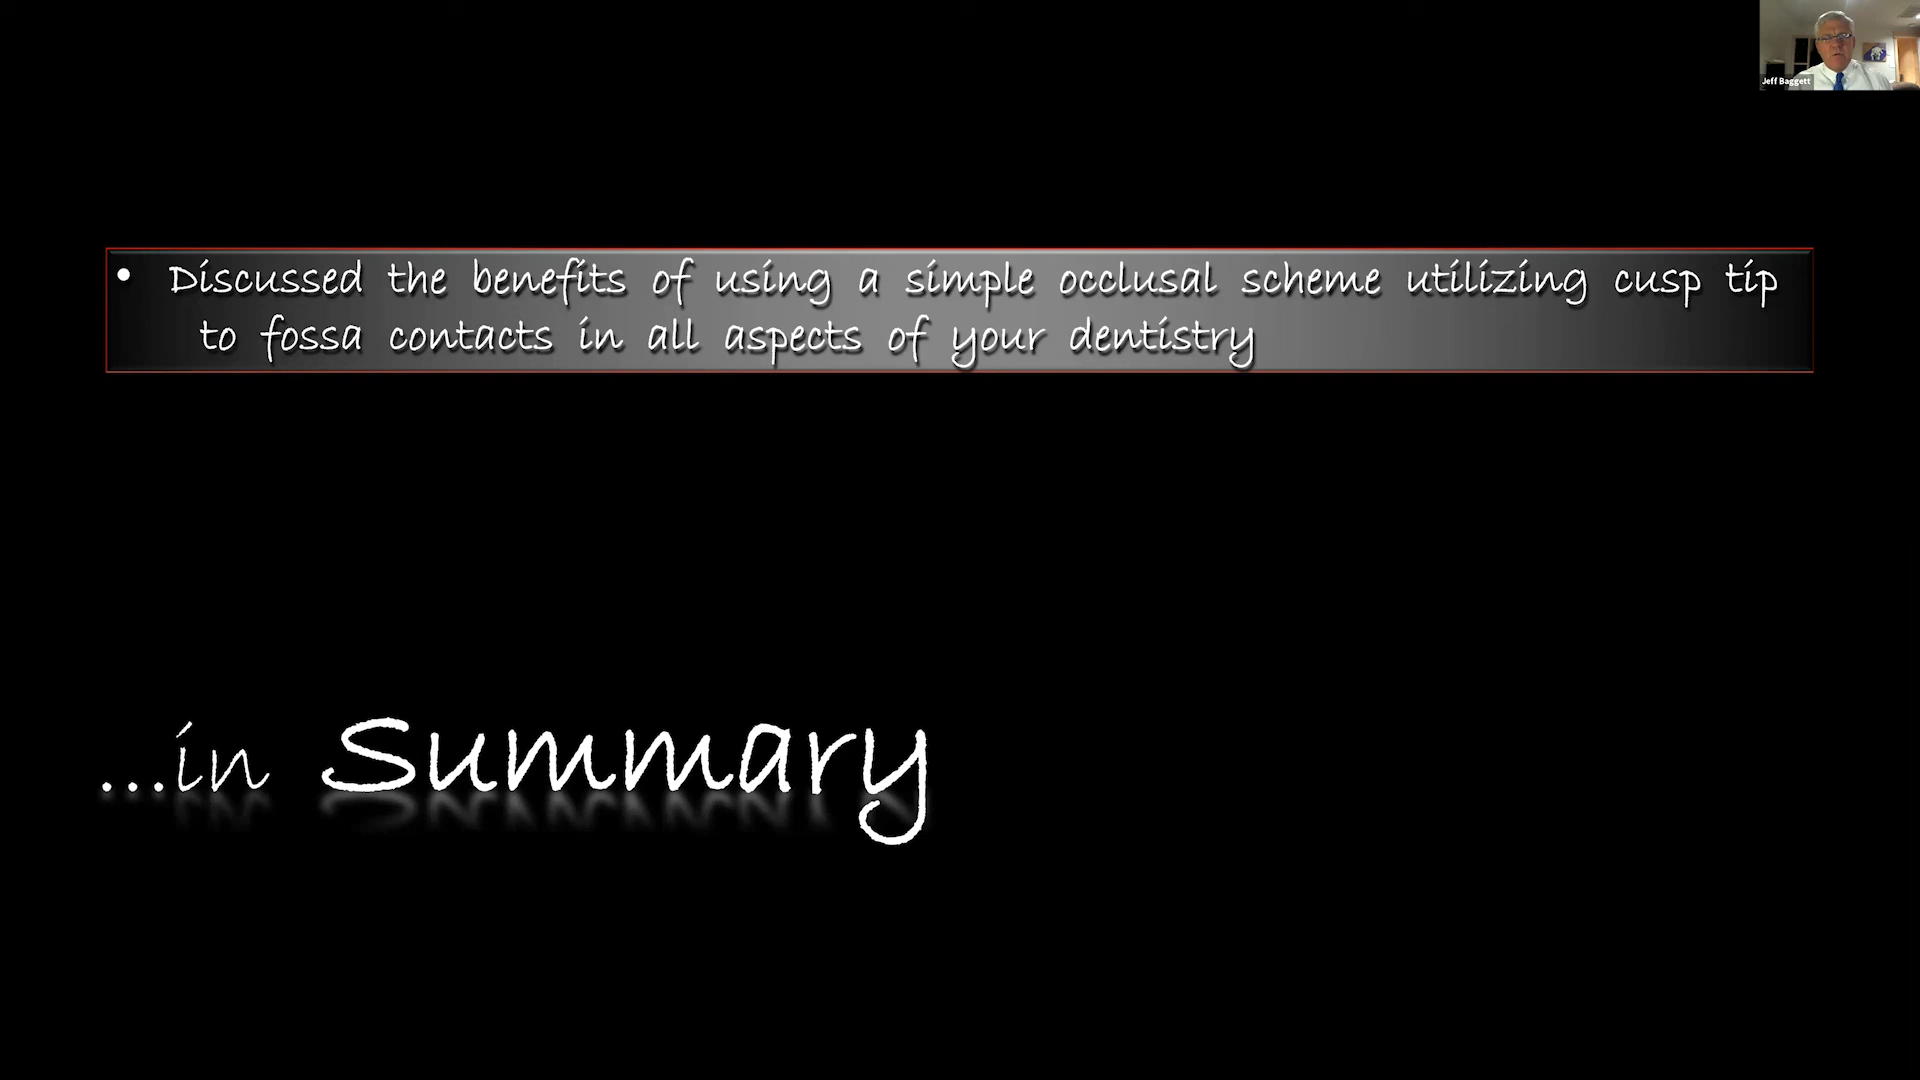 Jeff Baggett
• Discussed the benefits of using a simple occlusal scheme utilizing cusp tip
to fossa contacts in all aspects of your dentistry
...in Summary